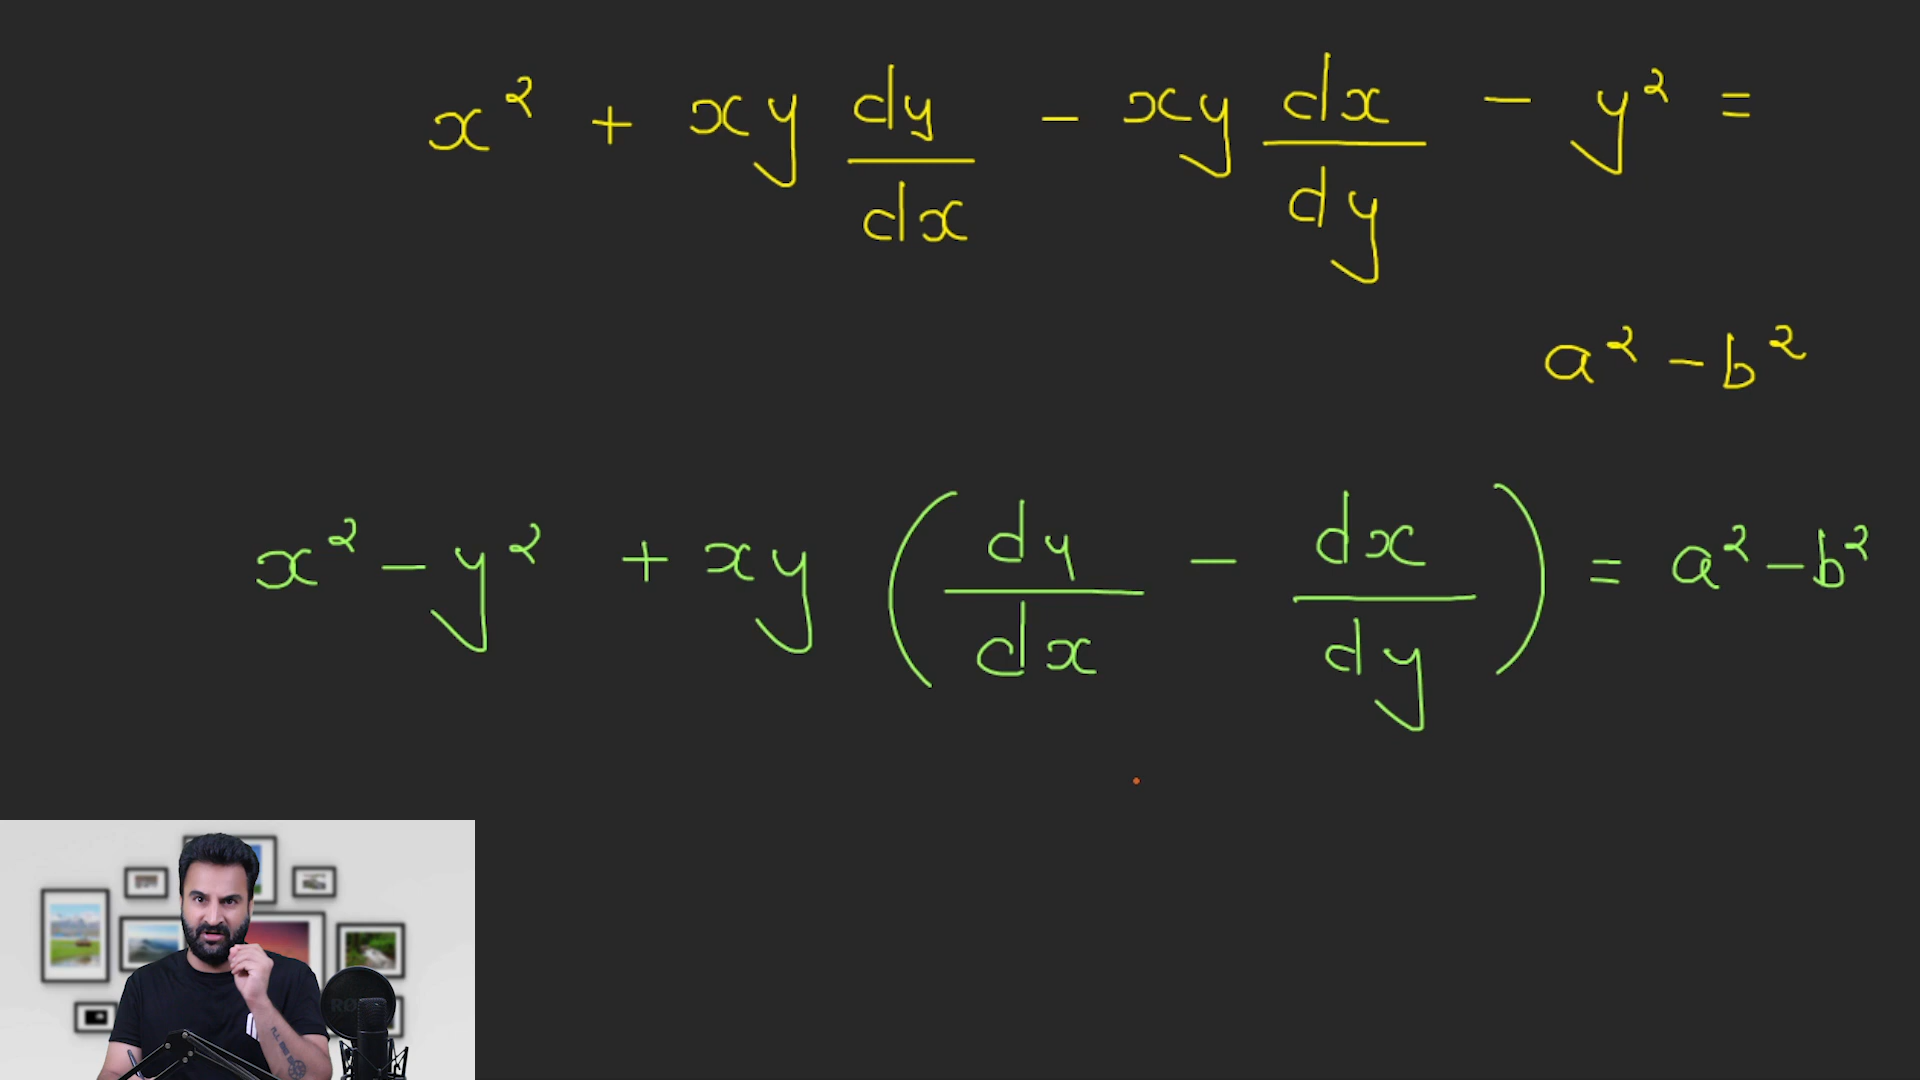 x² + xy dy/dx - xy dx/dy - y² =
a² - b²
x² - y² + xy (dy/dx - dx/dy) = a² - b²